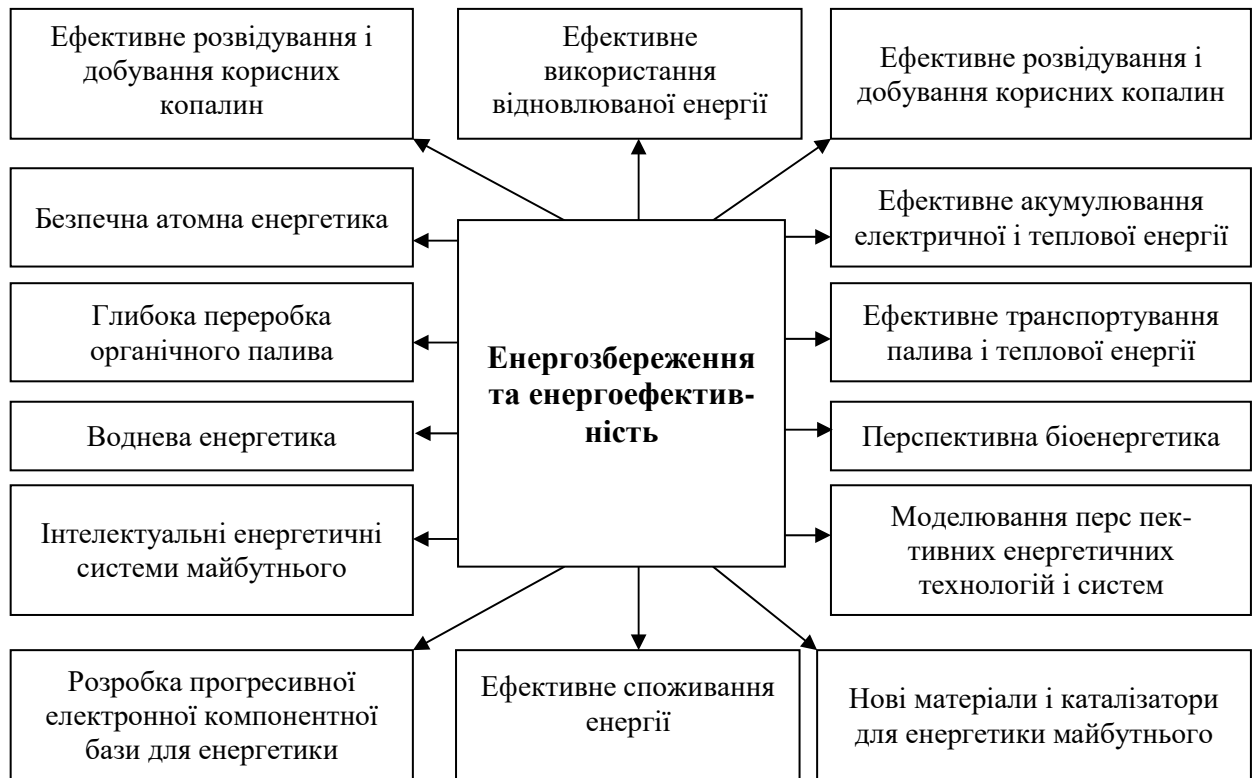 Ефективне розвідування і
добування корисних
копалин
Ефективне
використання
відновлюваної енергії
Ефективне розвідування і
добування корисних копалин
Безпечна атомна енергетика
Ефективне акумулювання
електричної і теплової енергії
Глибока переробка
органічного палива
Енергозбереження
та енергоефектив-
ність
Ефективне транспортування
палива і теплової енергії
Воднева енергетика
Перспективна біоенергетика
Інтелектуальні енергетичні
системи майбутнього
Моделювання перс пек-
тивних енергетичних
технологій і систем
Розробка прогресивної
електронної компонентної
бази для енергетики
Ефективне споживання
енергії
Нові матеріали і каталізатори
для енергетики майбутнього